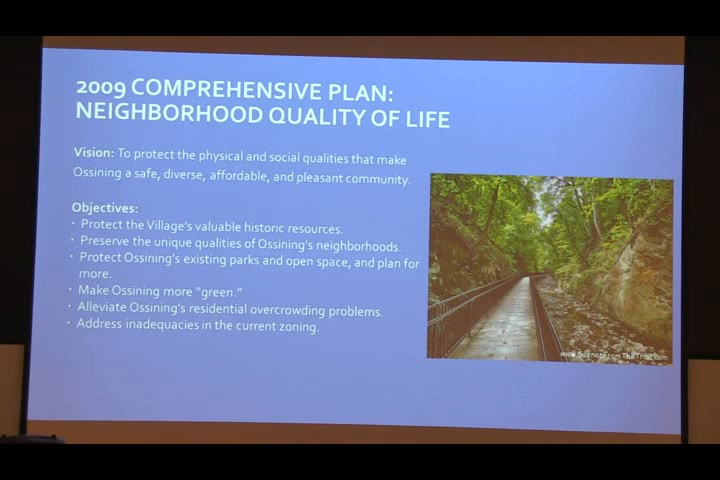 2009 COMPREHENSIVE PLAN:
NEIGHBORHOOD QUALITY OF LIFE
Vision: To protect the physical and social qualities that make
Ossining a safe, diverse, affordable, and pleasant community.
Objectives:
· Protect the Village's valuable historic resources.
· Preserve the unique qualities of Ossining's neighborhoods.
· Protect Ossining's existing parks and open space, and plan for
more.
· Make Ossining more “green.”
· Alleviate Ossining's residential overcrowding problems.
· Address inadequacies in the current zoning.
www.ScenesFromTheTrail.com